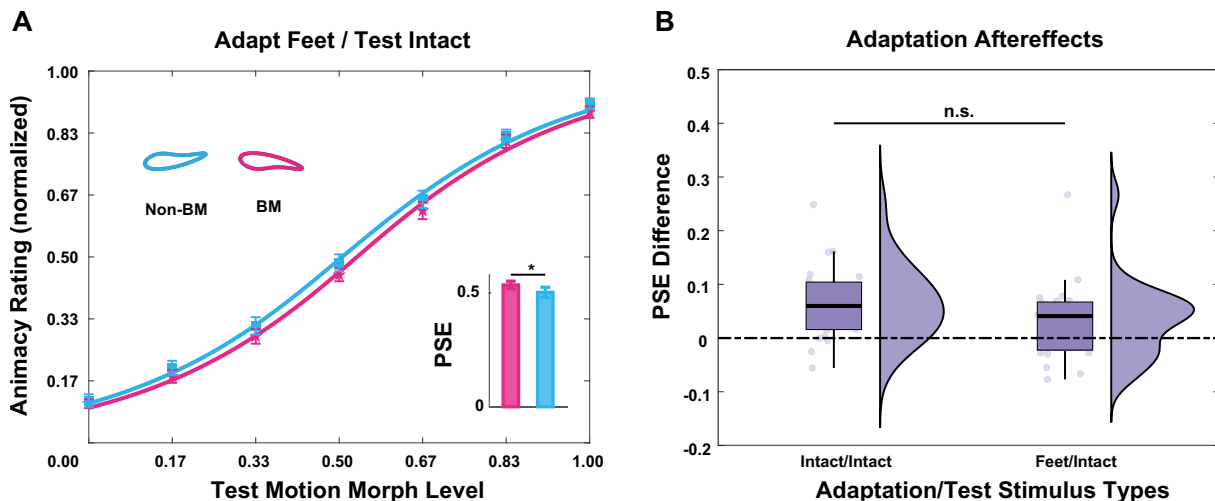 A
Adapt Feet / Test Intact
Animacy Rating (normalized)
1.00
0.83
0.67
0.50
0.33
0.17
0.00
0.17
0.33
0.50
0.67
0.83
1.00
Test Motion Morph Level
Non-BM
BM
PSE
0.5
0
*
B
Adaptation Aftereffects
PSE Difference
0.5
0.4
0.3
0.2
0.1
0
-0.1
-0.2
n.s.
Intact/Intact
Feet/Intact
Adaptation/Test Stimulus Types